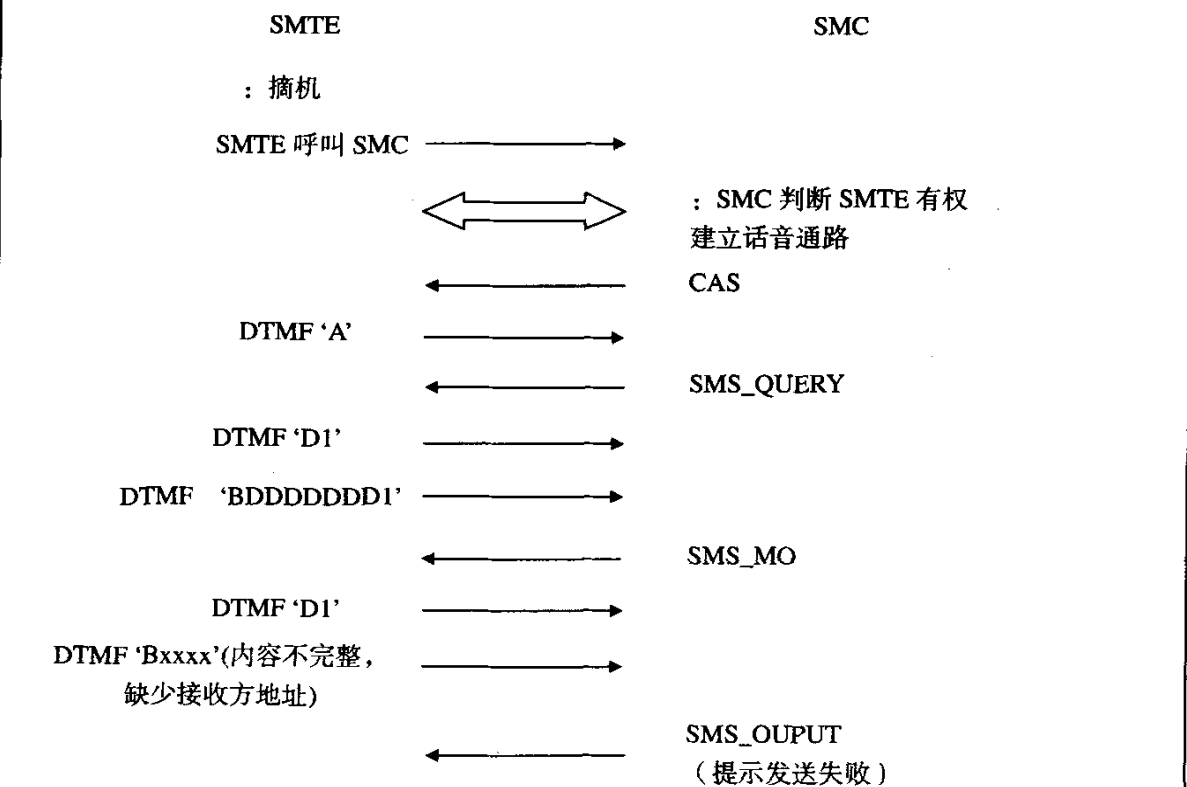 SMTE SMC
：摘机
SMTE 呼叫 SMC
：SMC 判断 SMTE 有权
建立话音通路
CAS
DTMF ‘A’
SMS_QUERY
DTMF ‘D1’
DTMF ‘BDDDDDDDD1’
SMS_MO
DTMF ‘D1’
DTMF ‘Bxxxx’(内容不完整，
缺少接收方地址)
SMS_OUPUT
（提示发送失败）